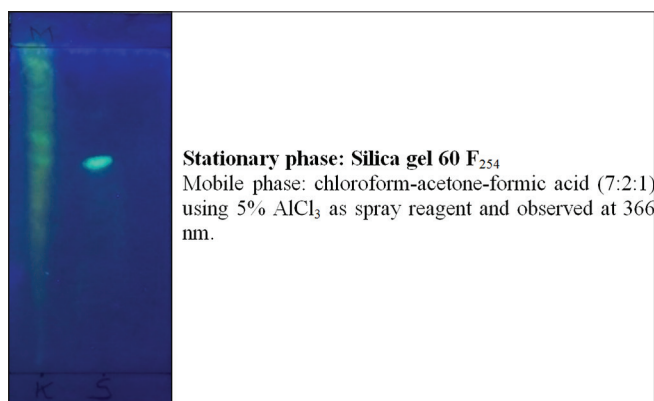 M
Stationary phase: Silica gel 60 F₂₅₄
Mobile phase: chloroform-acetone-formic acid (7:2:1)
using 5% AlCl₃ as spray reagent and observed at 366
nm.
K S